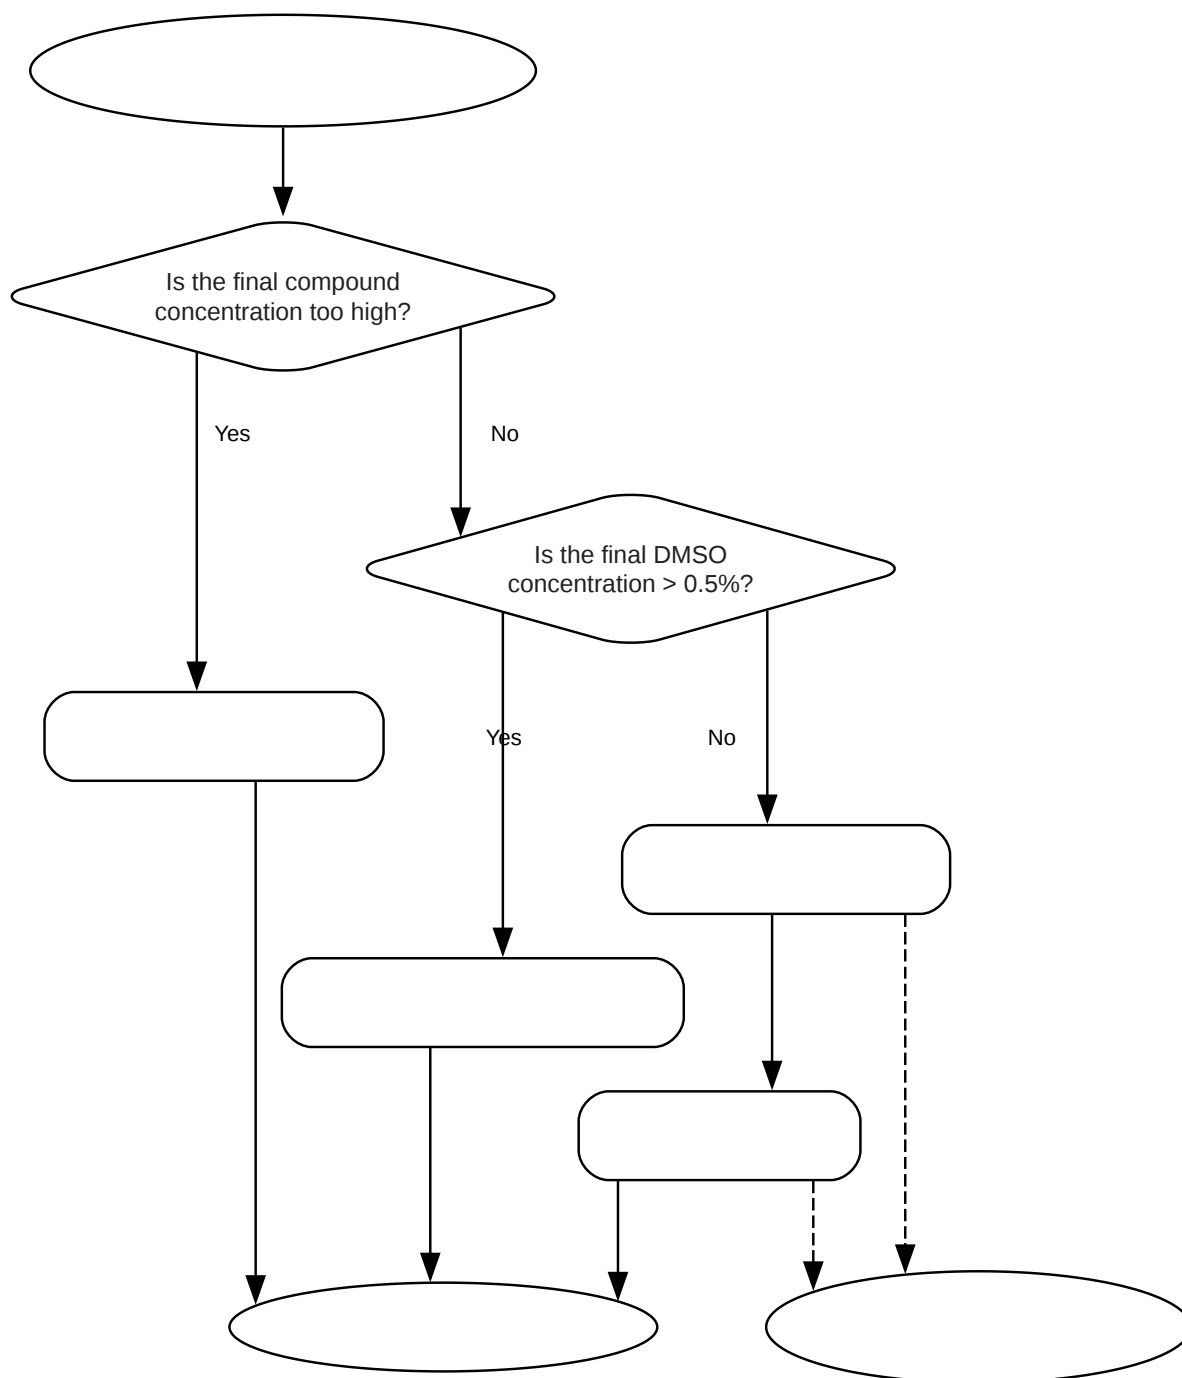 Is the final compound
concentration too high?
Yes
No
Is the final DMSO
concentration > 0.5%?
Yes
No